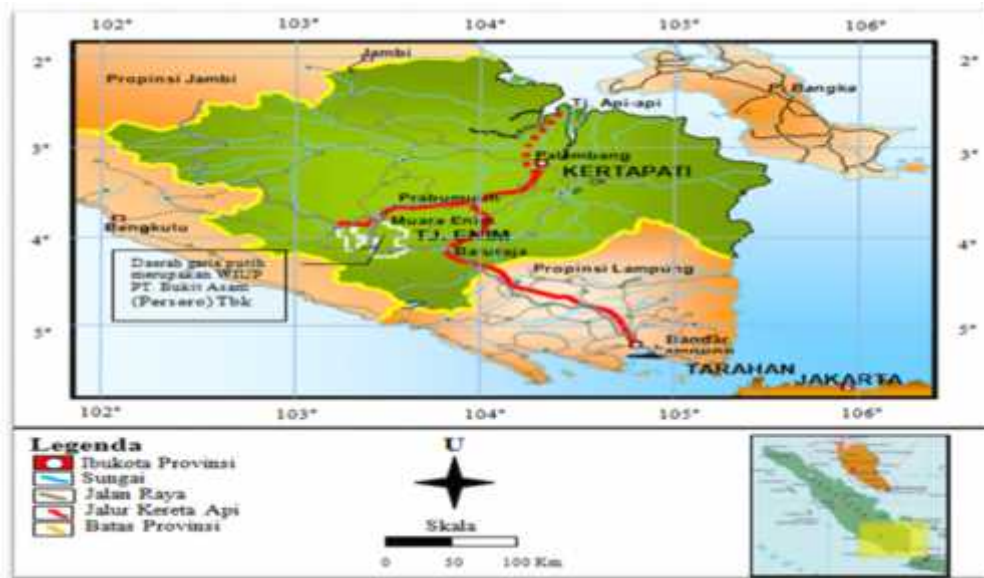 102° 103° 104° 105° 106°
2° 2°
Jambi
Propinsi Jambi
Bangka
Tj. Api-api
3° 3°
Palembang
KERTAPATI
Prabumulih
Muara Enim
Bengkulu
TJ. ENIM
4° 4°
Baturaja
Daerah garis putih
merupakan WIUP
PT. Bukit Asam
(Persero) Tbk
Propinsi Lampung
5° 5°
Bandar
Lampung
TARAHAN
JAKARTA
102° 103° 104° 105° 106°
Legenda
Ibukota Provinsi
Sungai
Jalan Raya
Jalur Kereta Api
Batas Provinsi
U
Skala
0 50 100 Km